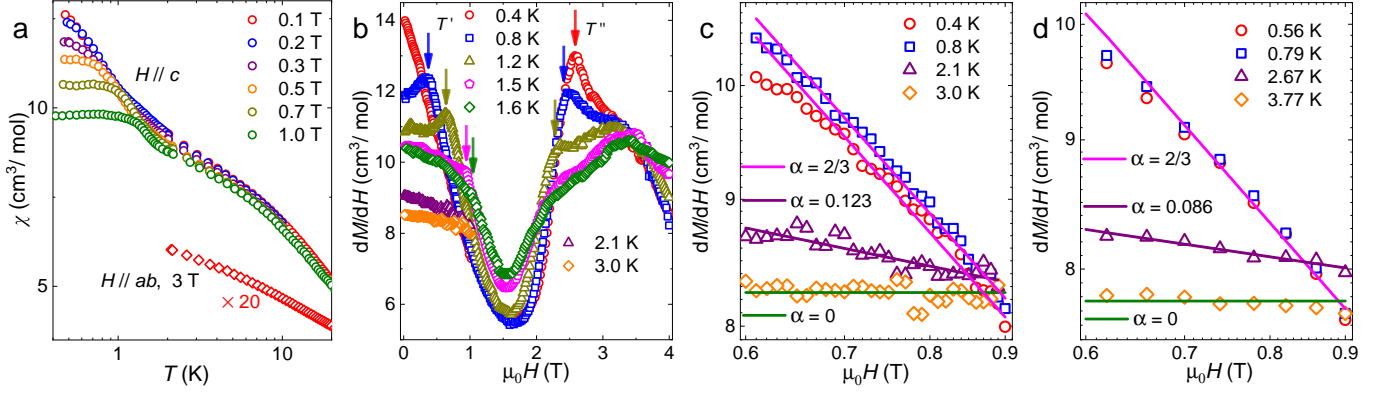 a
χ (cm³/ mol)
10
5
H // c
0.1 T
0.2 T
0.3 T
0.5 T
0.7 T
1.0 T
H // ab, 3 T
× 20
1
10
T (K)
b
dM/dH (cm³/ mol)
14
12
10
8
6
T'
T"
0.4 K
0.8 K
1.2 K
1.5 K
1.6 K
2.1 K
3.0 K
0
1
2
3
4
μ₀H (T)
c
dM/dH (cm³/ mol)
10
9
8
0.4 K
0.8 K
2.1 K
3.0 K
α = 2/3
α = 0.123
α = 0
0.6
0.7
0.8
0.9
μ₀H (T)
d
dM/dH (cm³/ mol)
10
9
8
0.56 K
0.79 K
2.67 K
3.77 K
α = 2/3
α = 0.086
α = 0
0.6
0.7
0.8
0.9
μ₀H (T)